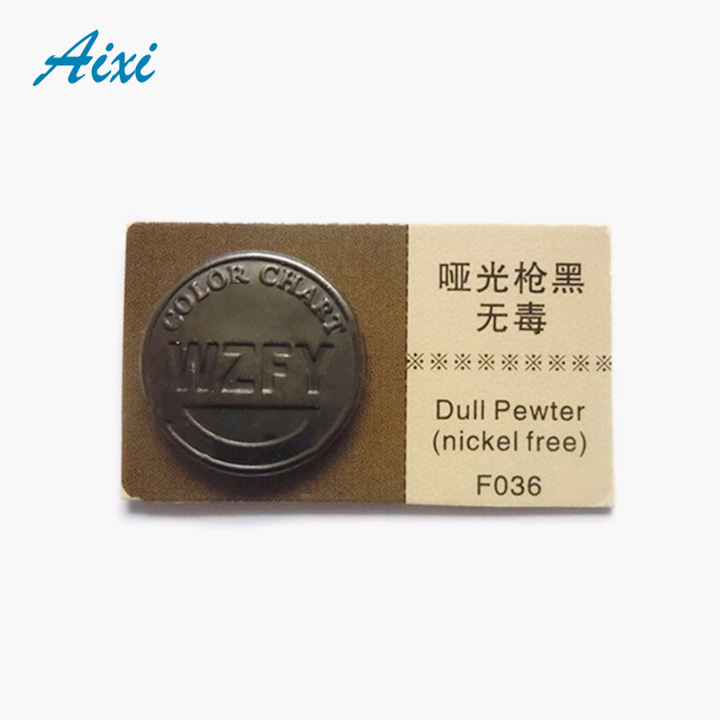 Aixi
COLOR CHART
WZFY
哑光枪黑
无毒
※※※※※※※※※
Dull Pewter
(nickel free)
F036